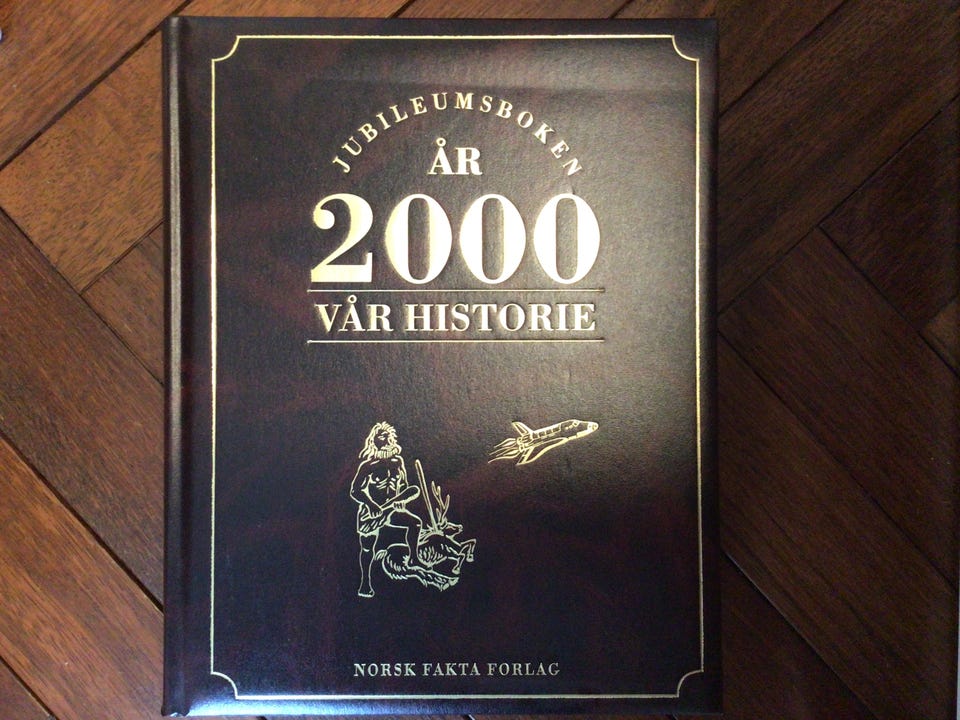 JUBILEUMSBOKEN
ÅR
2000
VÅR HISTORIE
NORSK FAKTA FORLAG